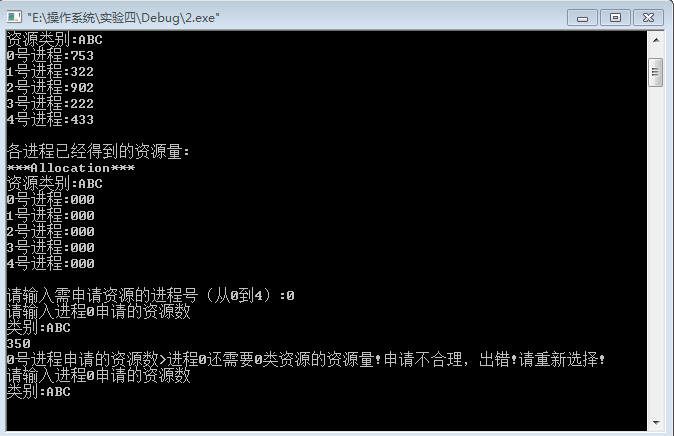 "E:\操作系统\实验四\Debug\2.exe"
资源类别:ABC
0号进程:753
1号进程:322
2号进程:902
3号进程:222
4号进程:433
各进程已经得到的资源量:
***Allocation***
资源类别:ABC
0号进程:000
1号进程:000
2号进程:000
3号进程:000
4号进程:000
请输入需申请资源的进程号（从0到4）:0
请输入进程0申请的资源数
类别:ABC
350
0号进程申请的资源数>进程0还需要0类资源的资源量!申请不合理，出错!请重新选择!
请输入进程0申请的资源数
类别:ABC